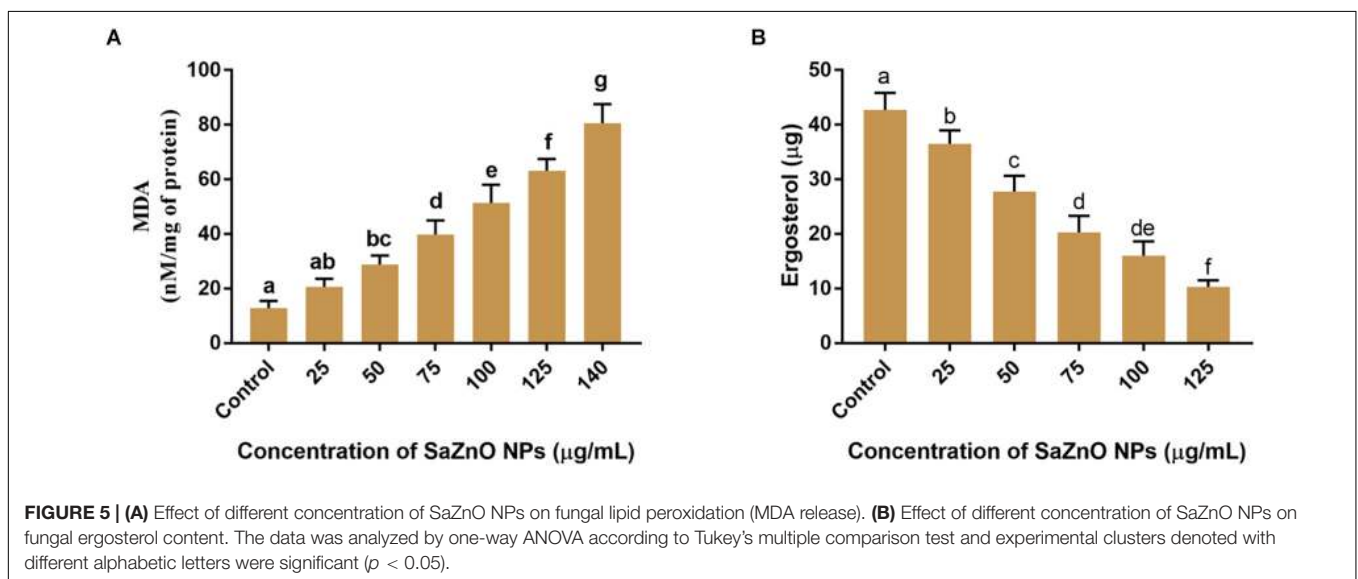 A
MDA
(nM/mg of protein)
100
80
60
40
20
0
a
ab
bc
d
e
f
g
Control
25
50
75
100
125
140
Concentration of SaZnO NPs (μg/mL)
B
Ergosterol (μg)
50
40
30
20
10
0
a
b
c
d
de
f
Control
25
50
75
100
125
Concentration of SaZnO NPs (μg/mL)
FIGURE 5 | (A) Effect of different concentration of SaZnO NPs on fungal lipid peroxidation (MDA release). (B) Effect of different concentration of SaZnO NPs on
fungal ergosterol content. The data was analyzed by one-way ANOVA according to Tukey's multiple comparison test and experimental clusters denoted with
different alphabetic letters were significant (p < 0.05).